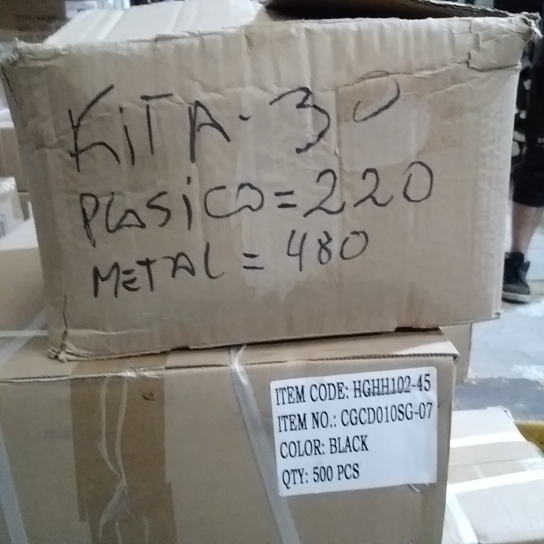 KiTA-30
PLASiCO=220
METAL = 480
ITEM CODE: HGHH102-45
ITEM NO.: CGCD010SG-07
COLOR: BLACK
QTY: 500 PCS